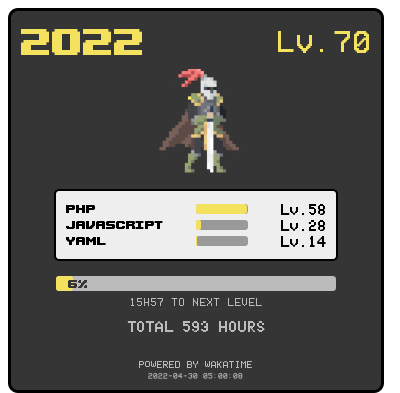 2022 Lv.70
PHP Lv.58
JAVASCRIPT Lv.28
YAML Lv.14
6%
15H57 TO NEXT LEVEL
TOTAL 593 HOURS
POWERED BY WAKATIME
2022-04-30 05:00:08